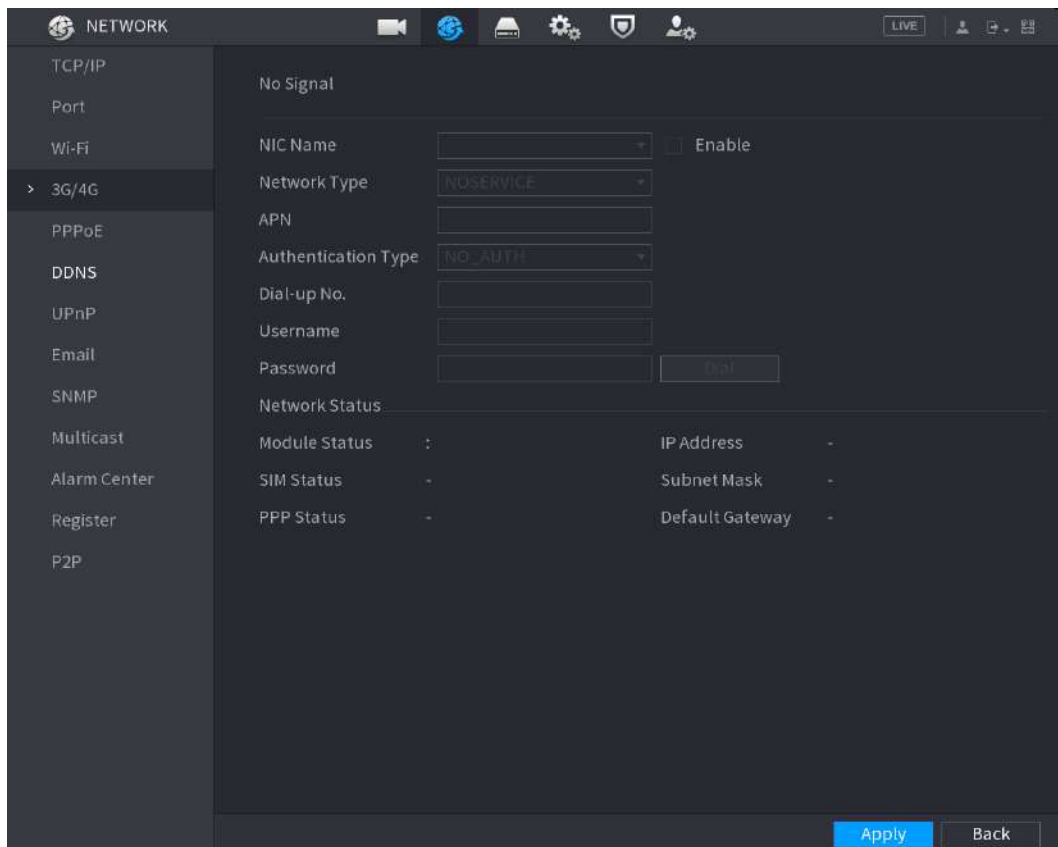 NETWORK
LIVE
TCP/IP
Port
Wi-Fi
3G/4G
PPPoE
DDNS
UPnP
Email
SNMP
Multicast
Alarm Center
Register
P2P
No Signal
NIC Name Enable
Network Type NOSERVICE
APN
Authentication Type NO_AUTH
Dial-up No.
Username
Password Dial
Network Status
Module Status : IP Address -
SIM Status - Subnet Mask -
PPP Status - Default Gateway -
Apply Back